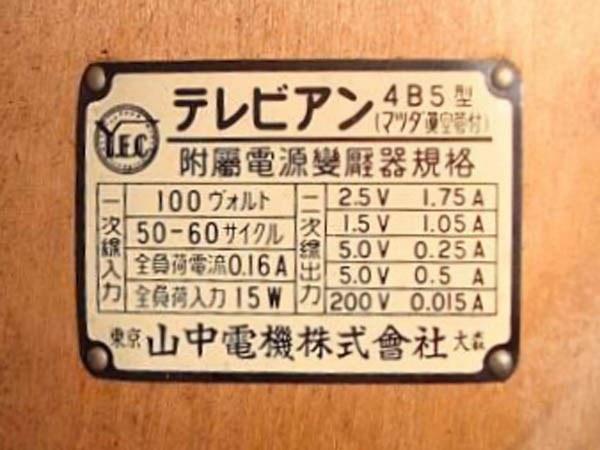 Y.E.C
テレビアン 4B5型
(マツダ眞空管付)
附屬電源變壓器規格
一次線入力
100ヴォルト
50-60サイクル
全負荷電流0.16A
全負荷入力15W
二次線出力
2.5V 1.75A
1.5V 1.05A
5.0V 0.25A
5.0V 0.5A
200V 0.015A
東京 山中電機株式會社 大森